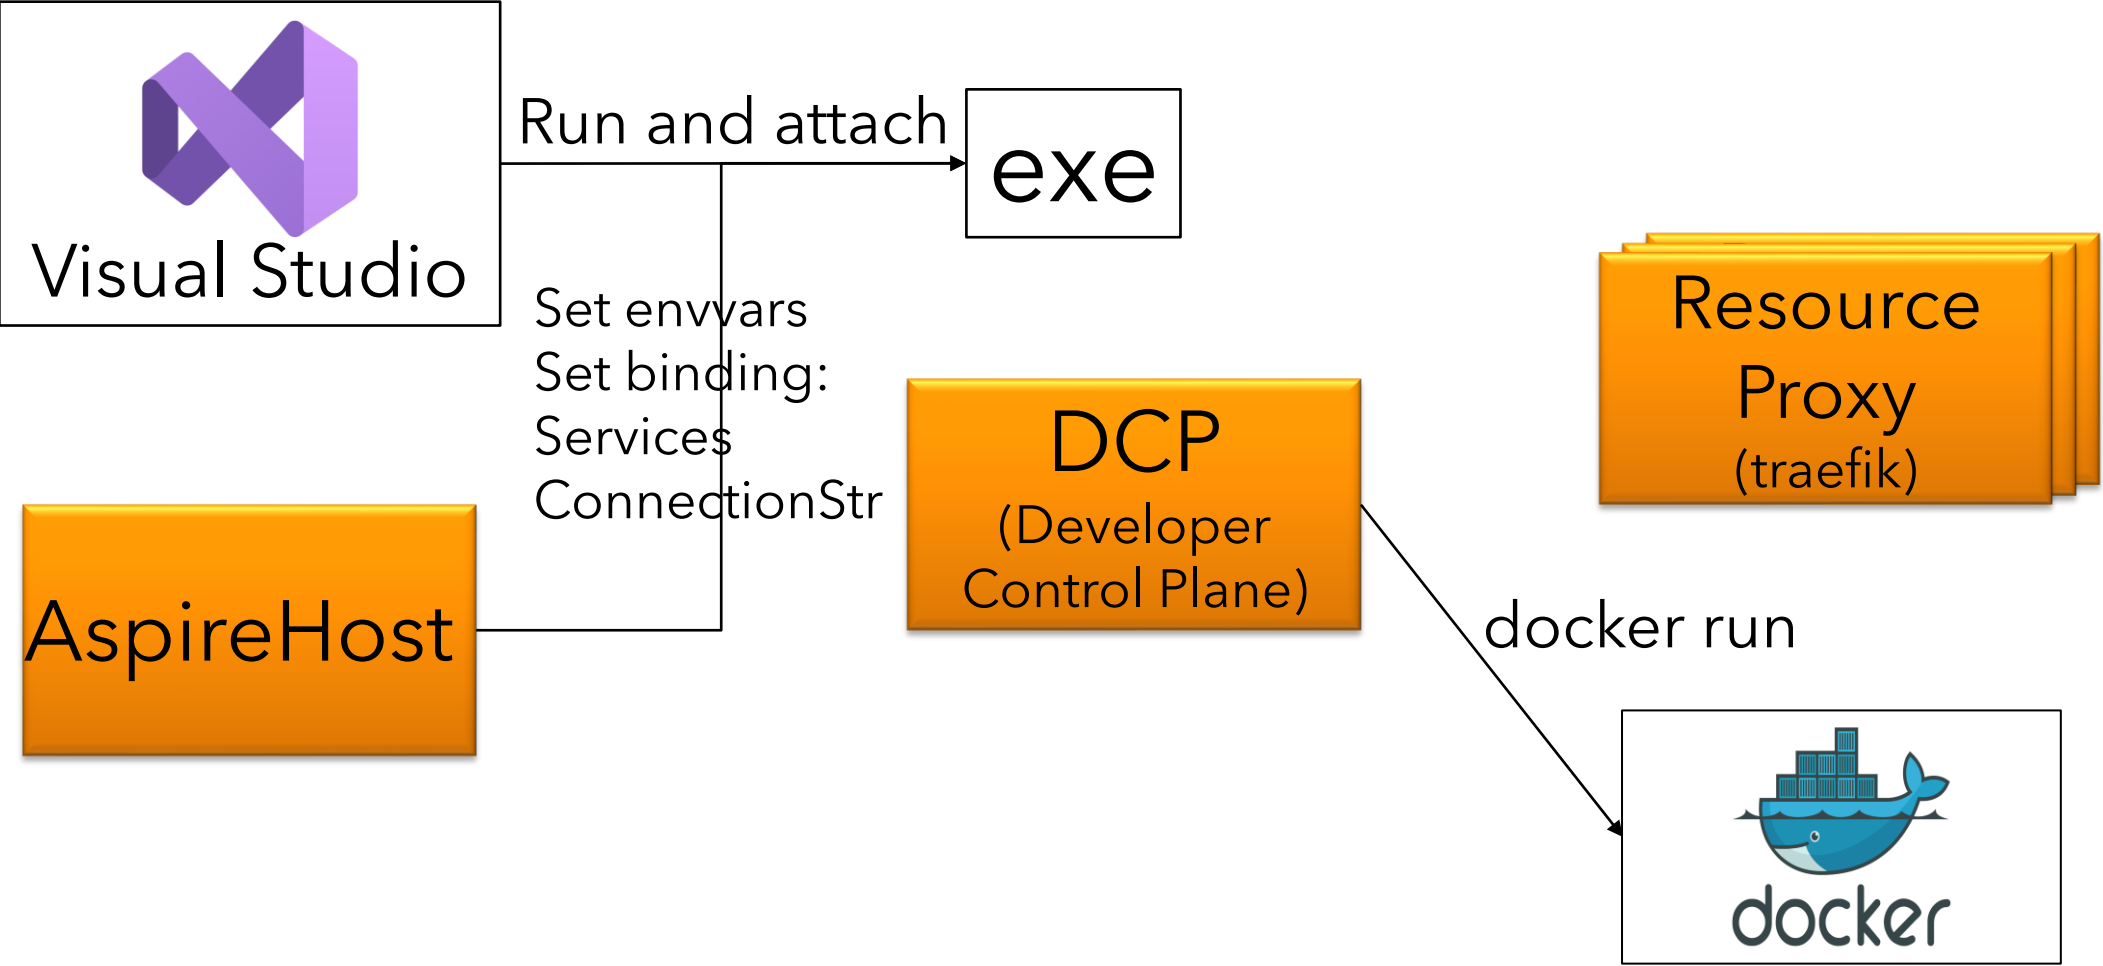 Visual Studio
Run and attach
exe
Set envvars
Set binding:
Services
ConnectionStr
AspireHost
DCP
(Developer
Control Plane)
Resource
Proxy
(traefik)
docker run
docker